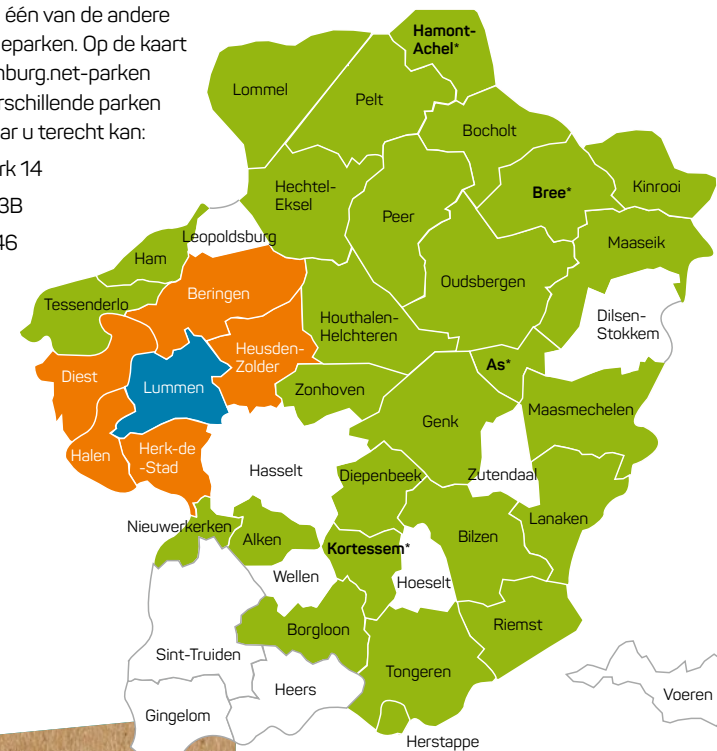 één van de andere
eparken. Op de kaart
nburg.net-parken
rschillende parken
ar u terecht kan:
rk 14
3B
46
Hamont-
Achel*
Lommel
Pelt
Bocholt
Hechtel-
Eksel
Peer
Bree*
Kinrooi
Leopoldsburg
Maaseik
Ham
Oudsbergen
Beringen
Tessenderlo
Houthalen-
Helchteren
Dilsen-
Stokkem
Heusden-
Zolder
As*
Diest
Lummen
Zonhoven
Maasmechelen
Genk
Halen
Herk-de
-Stad
Hasselt
Diepenbeek
Zutendaal
Nieuwerkerken
Alken
Lanaken
Kortessem*
Bilzen
Wellen
Hoeselt
Borgloon
Riemst
Sint-Truiden
Tongeren
Heers
Voeren
Gingelom
Herstappe